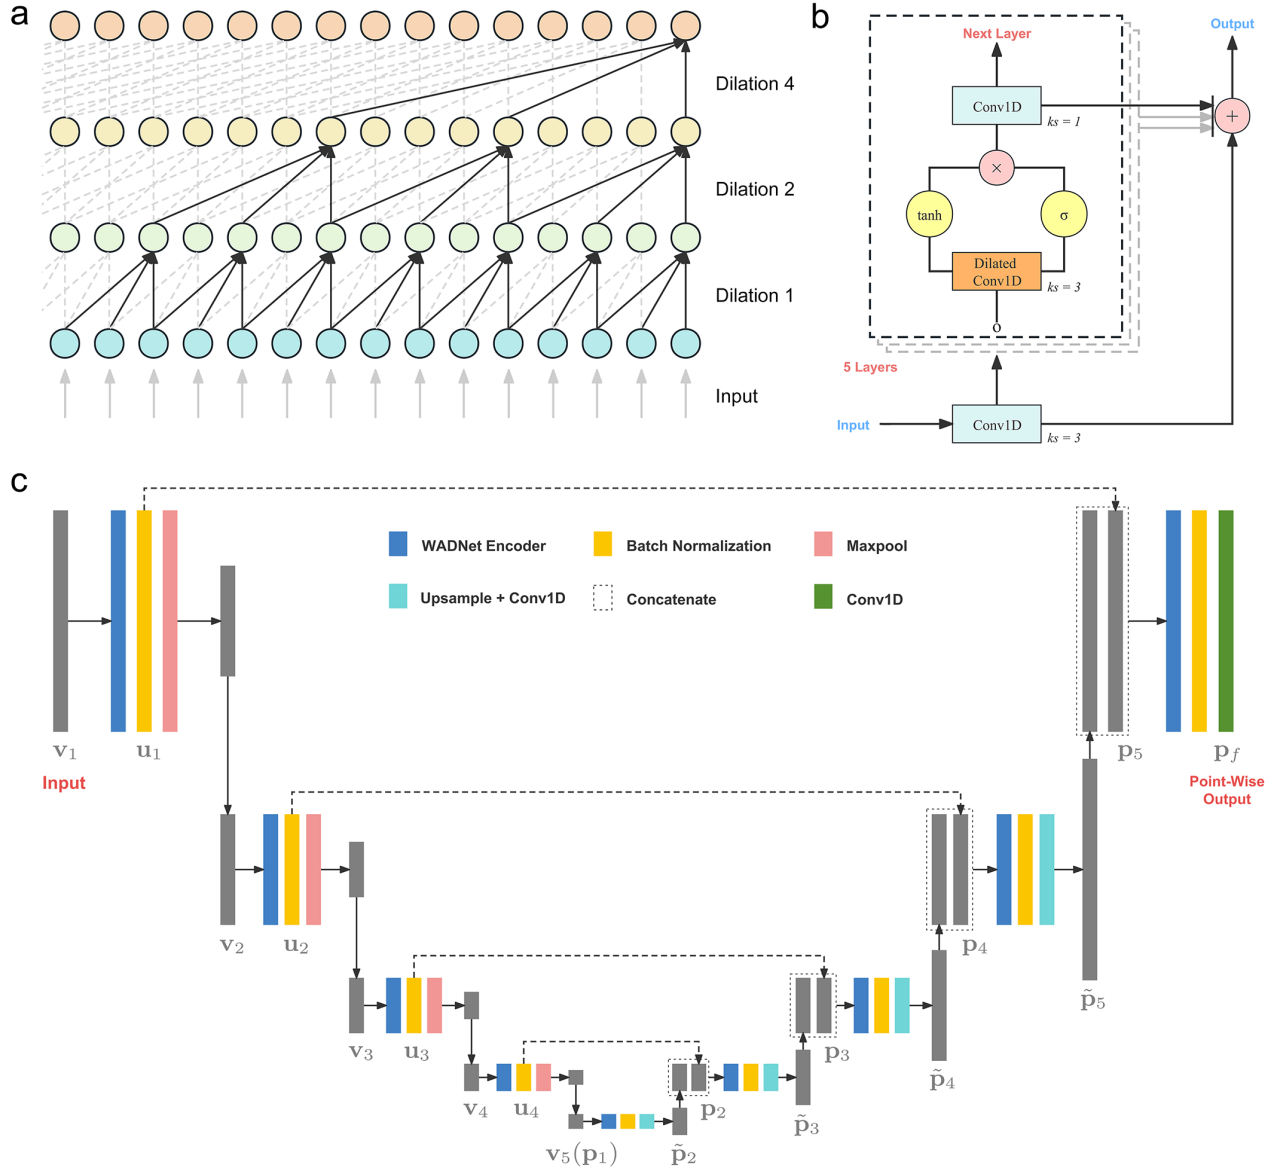 a
Dilation 4
Dilation 2
Dilation 1
Input
b
Next Layer
Output
Conv1D
ks = 1
+
×
tanh
σ
Dilated
Conv1D
ks = 3
5 Layers
Input
Conv1D
ks = 3
c
WADNet Encoder
Batch Normalization
Maxpool
Upsample + Conv1D
Concatenate
Conv1D
v₁
u₁
Input
p₅
p_f
Point-Wise
Output
v₂
u₂
p₄
p̃₅
v₃
u₃
p₃
p̃₄
v₄
u₄
p₂
p̃₃
v₅(p₁)
p̃₂